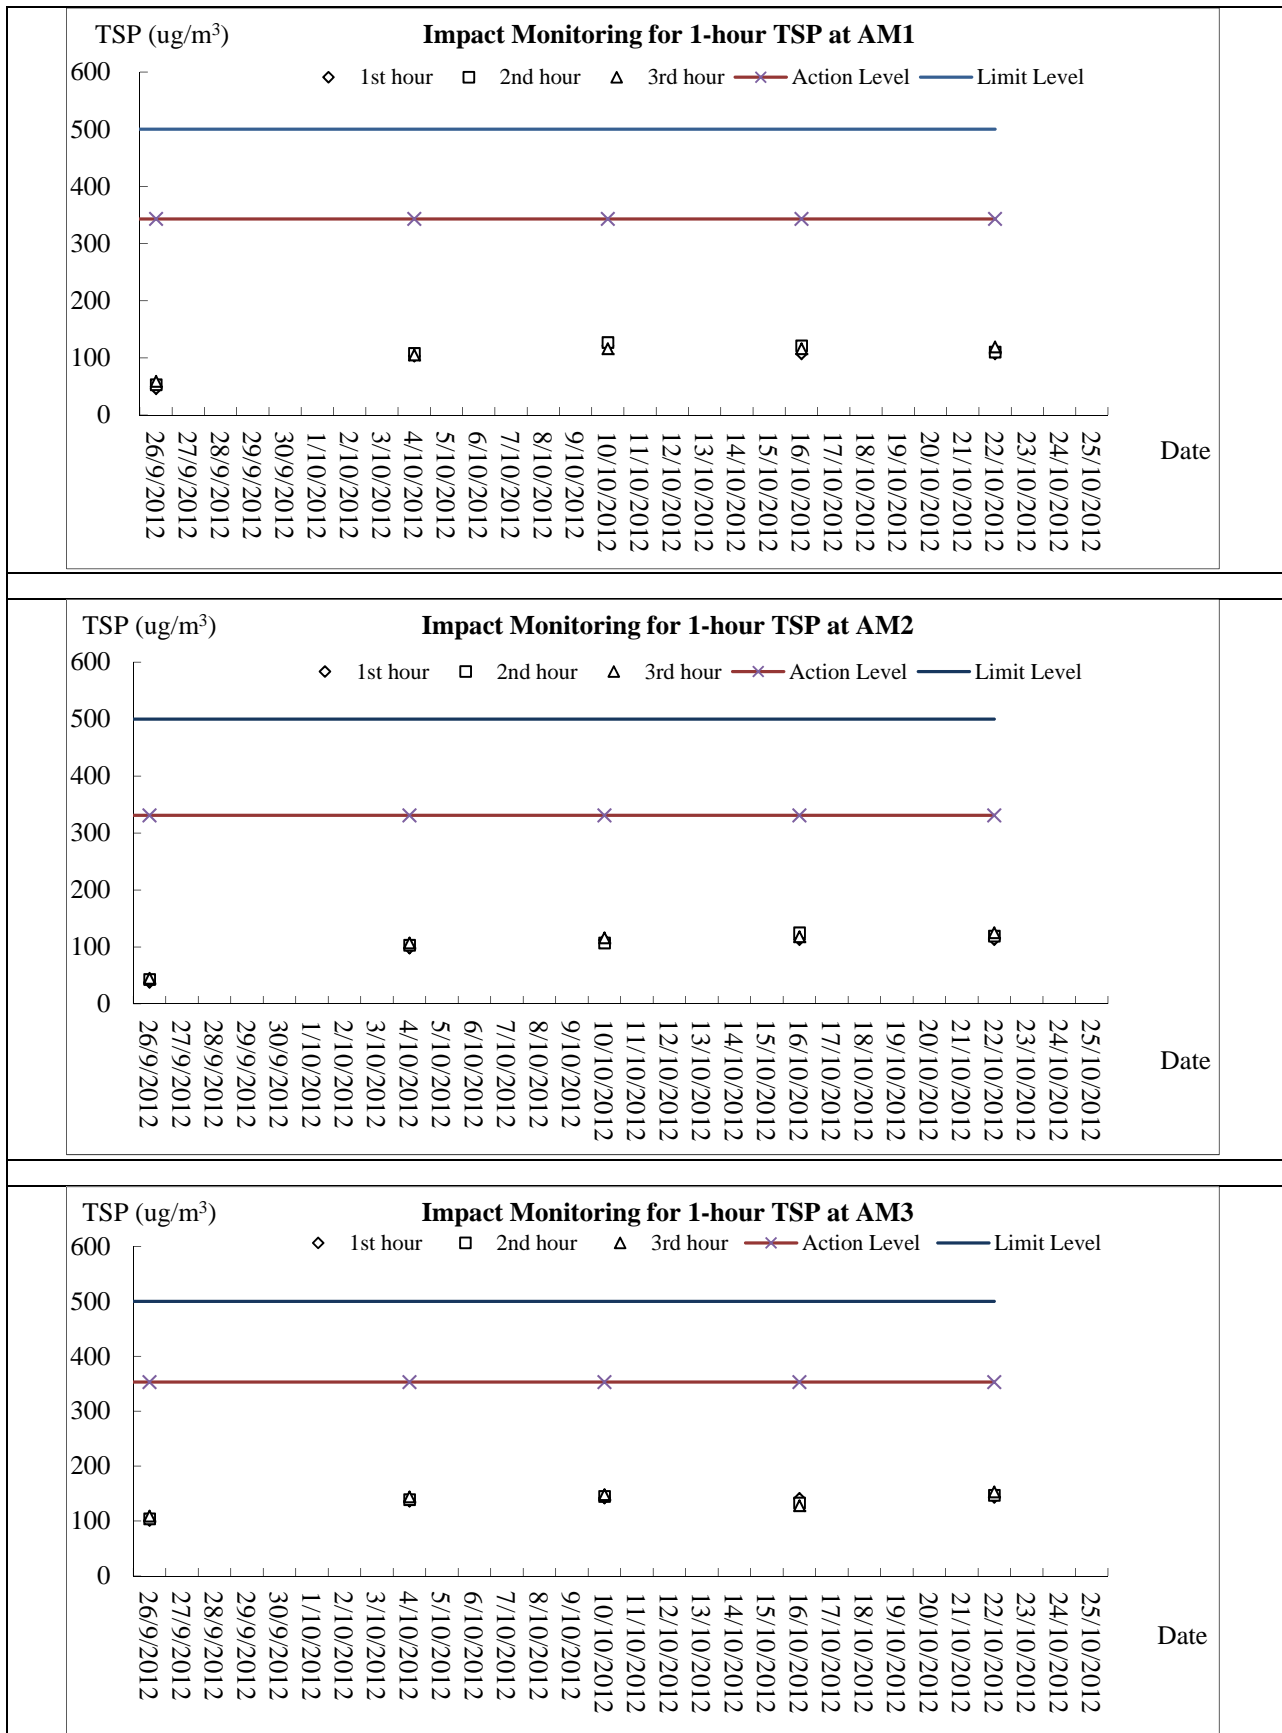 TSP (ug/m³) Impact Monitoring for 1-hour TSP at AM1
1st hour 2nd hour 3rd hour Action Level Limit Level
600
500
400
300
200
100
0
26/9/2012 27/9/2012 28/9/2012 29/9/2012 30/9/2012 1/10/2012 2/10/2012 3/10/2012 4/10/2012 5/10/2012 6/10/2012 7/10/2012 8/10/2012 9/10/2012 10/10/2012 11/10/2012 12/10/2012 13/10/2012 14/10/2012 15/10/2012 16/10/2012 17/10/2012 18/10/2012 19/10/2012 20/10/2012 21/10/2012 22/10/2012 23/10/2012 24/10/2012 25/10/2012
Date
TSP (ug/m³) Impact Monitoring for 1-hour TSP at AM2
1st hour 2nd hour 3rd hour Action Level Limit Level
600
500
400
300
200
100
0
26/9/2012 27/9/2012 28/9/2012 29/9/2012 30/9/2012 1/10/2012 2/10/2012 3/10/2012 4/10/2012 5/10/2012 6/10/2012 7/10/2012 8/10/2012 9/10/2012 10/10/2012 11/10/2012 12/10/2012 13/10/2012 14/10/2012 15/10/2012 16/10/2012 17/10/2012 18/10/2012 19/10/2012 20/10/2012 21/10/2012 22/10/2012 23/10/2012 24/10/2012 25/10/2012
Date
TSP (ug/m³) Impact Monitoring for 1-hour TSP at AM3
1st hour 2nd hour 3rd hour Action Level Limit Level
600
500
400
300
200
100
0
26/9/2012 27/9/2012 28/9/2012 29/9/2012 30/9/2012 1/10/2012 2/10/2012 3/10/2012 4/10/2012 5/10/2012 6/10/2012 7/10/2012 8/10/2012 9/10/2012 10/10/2012 11/10/2012 12/10/2012 13/10/2012 14/10/2012 15/10/2012 16/10/2012 17/10/2012 18/10/2012 19/10/2012 20/10/2012 21/10/2012 22/10/2012 23/10/2012 24/10/2012 25/10/2012
Date